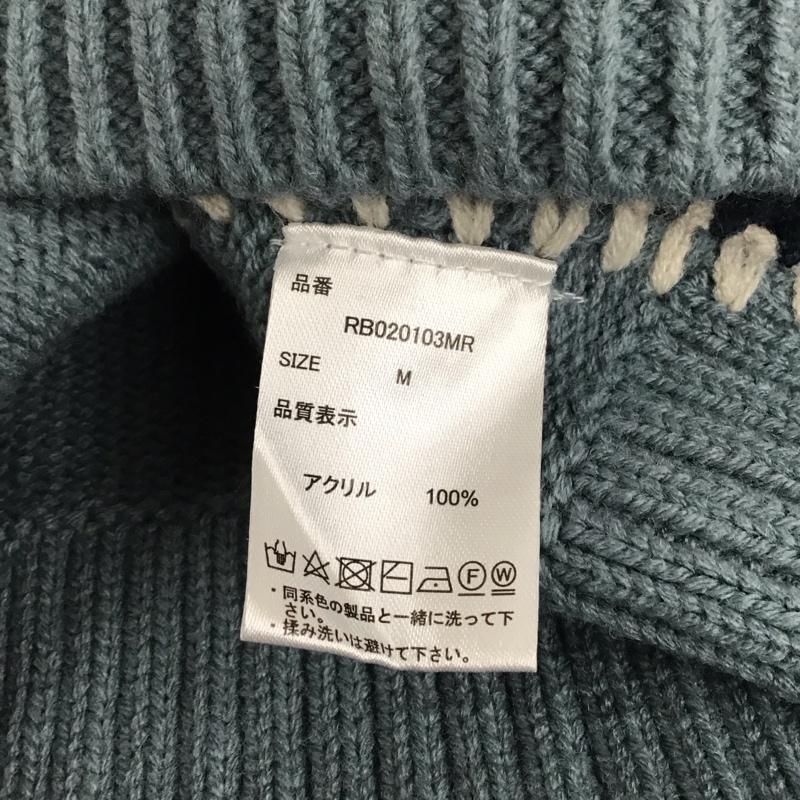 品番
RB020103MR
SIZE M
品質表示
アクリル 100%
F W
・同系色の製品と一緒に洗って下
さい。
・揉み洗いは避けて下さい。